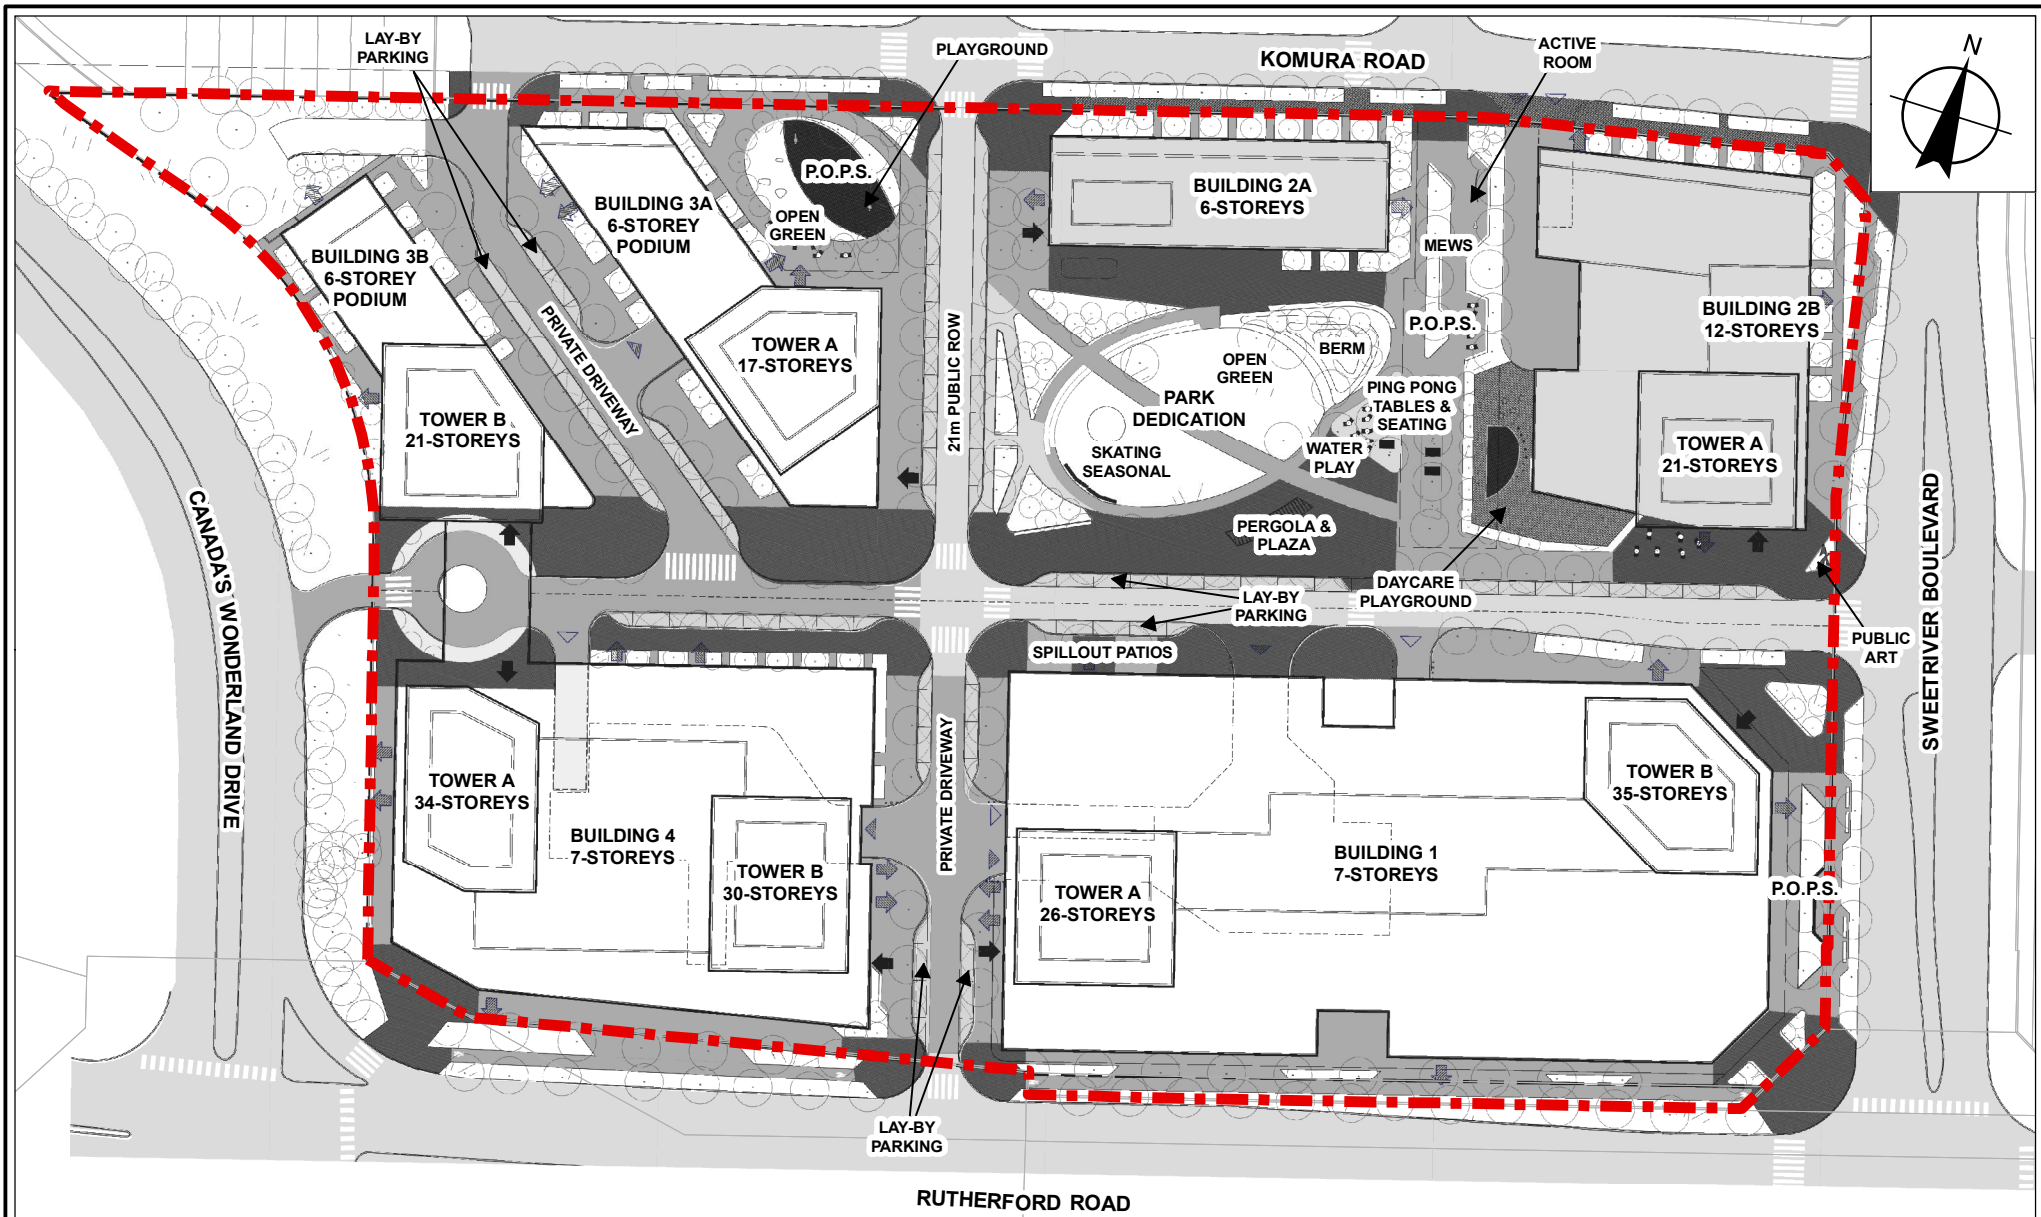 LAY-BY
PARKING
PLAYGROUND
KOMURA ROAD
ACTIVE
ROOM
N
P.O.P.S.
OPEN
GREEN
BUILDING 3A
6-STOREY
PODIUM
BUILDING 2A
6-STOREYS
MEWS
BUILDING 3B
6-STOREY
PODIUM
BUILDING 2B
12-STOREYS
P.O.P.S.
PRIVATE DRIVEWAY
TOWER A
17-STOREYS
21m PUBLIC ROW
OPEN
GREEN
BERM
PARK
DEDICATION
PING PONG
TABLES &
SEATING
TOWER B
21-STOREYS
SKATING
SEASONAL
WATER
PLAY
TOWER A
21-STOREYS
PERGOLA &
PLAZA
CANADA'S WONDERLAND DRIVE
SWEETRIVER BOULEVARD
DAYCARE
PLAYGROUND
LAY-BY
PARKING
PUBLIC
ART
SPILLOUT PATIOS
PRIVATE DRIVEWAY
TOWER A
34-STOREYS
BUILDING 4
7-STOREYS
TOWER B
30-STOREYS
TOWER A
26-STOREYS
BUILDING 1
7-STOREYS
TOWER B
35-STOREYS
P.O.P.S.
LAY-BY
PARKING
RUTHERFORD ROAD